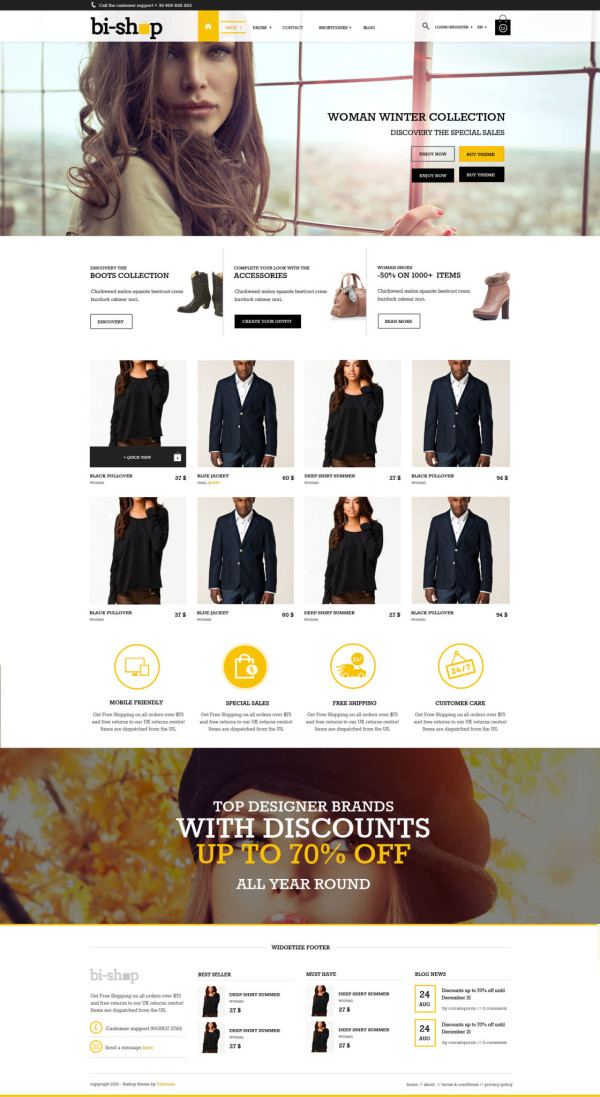 Call the customer support + 39 900 826 262
bi-shop
SHOP + PAGES + CONTACT SHORTCODES + BLOG
LOGIN/REGISTER + EN +
WOMAN WINTER COLLECTION
DISCOVERY THE SPECIAL SALES
ENJOY NOW BUY THEME
ENJOY NOW BUY THEME
DISCOVERY THE
BOOTS COLLECTION
Chickweed melon epazote beetroot cress
burdock catsear nori.
DISCOVERY
COMPLETE YOUR LOOK WITH THE
ACCESSORIES
Chickweed melon epazote beetroot cress
burdock catsear nori.
CREATE YOUR OUTFIT
WOMAN SHOES
-50% ON 1000+ ITEMS
Chickweed melon epazote beetroot cress
burdock catsear nori.
READ MORE
+ QUICK VIEW
BLACK PULLOVER 37 $
woman
BLUE JACKET 60 $
man, jacket
DEEP SHIRT SUMMER 27 $
woman
BLACK PULLOVER 94 $
woman
BLACK PULLOVER 37 $
woman
BLUE JACKET 60 $
woman
DEEP SHIRT SUMMER 27 $
woman
BLACK PULLOVER 94 $
woman
MOBILE FRIENDLY
Get Free Shipping on all orders over $75
and free returns to our UK returns centre!
Items are dispatched from the US.
SPECIAL SALES
Get Free Shipping on all orders over $75
and free returns to our UK returns centre!
Items are dispatched from the US.
FREE SHIPPING
Get Free Shipping on all orders over $75
and free returns to our UK returns centre!
Items are dispatched from the US.
24/7
CUSTOMER CARE
Get Free Shipping on all orders over $75
and free returns to our UK returns centre!
Items are dispatched from the US.
TOP DESIGNER BRANDS
WITH DISCOUNTS
UP TO 70% OFF
ALL YEAR ROUND
WIDGETIZE FOOTER
bi-shop
Get Free Shipping on all orders over $75
and free returns to our UK returns centre!
Items are dispatched from the US.
Customer support
Send a message here
BEST SELLER
DEEP SHIRT SUMMER
woman
27 $
DEEP SHIRT SUMMER
woman
27 $
MUST HAVE
DEEP SHIRT SUMMER
woman
27 $
DEEP SHIRT SUMMER
woman
27 $
BLOG NEWS
24
AUG
Discounts up to 70% off until
December 21
by corradoporzio // 0 comments
24
AUG
Discounts up to 70% off until
December 21
by corradoporzio // 0 comments
home // about // terms & conditions // privacy policy